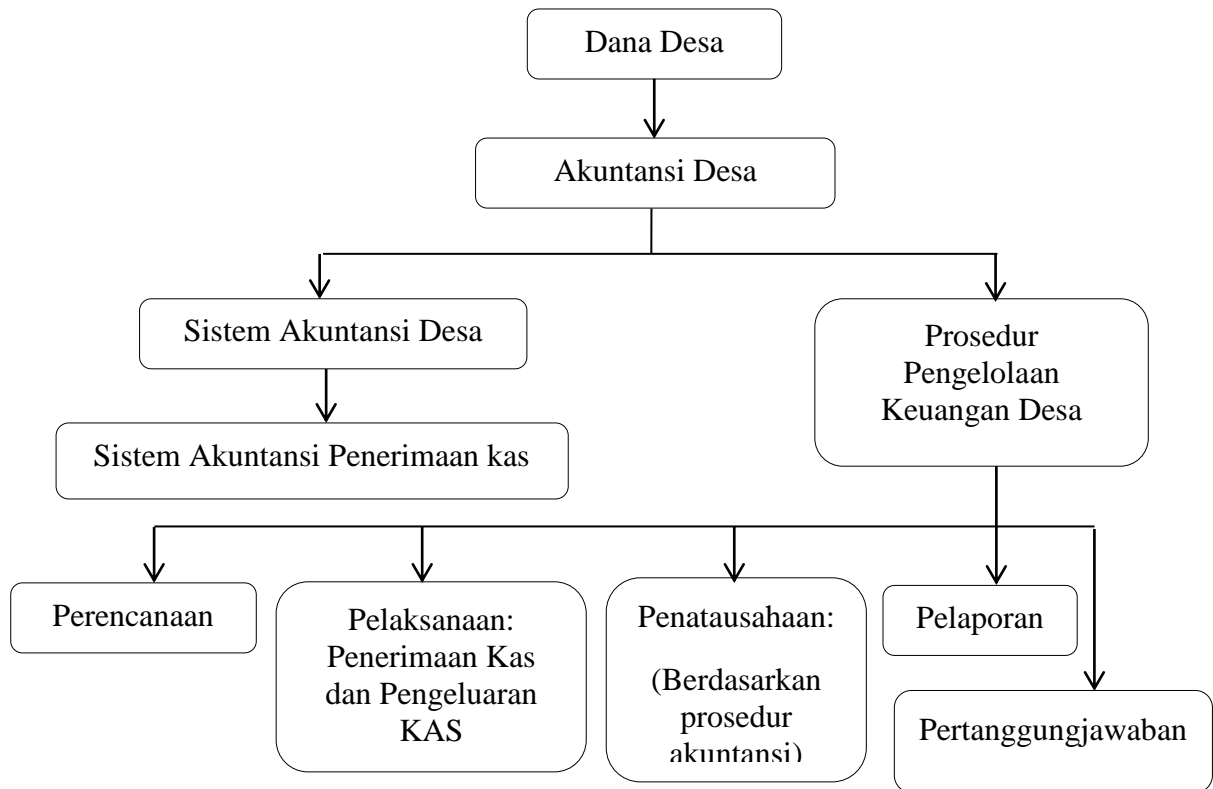 Dana Desa
Akuntansi Desa
Sistem Akuntansi Desa
Prosedur
Pengelolaan
Keuangan Desa
Sistem Akuntansi Penerimaan kas
Perencanaan
Pelaksanaan:
Penerimaan Kas
dan Pengeluaran
KAS
Penatausahaan:
(Berdasarkan
prosedur
akuntansi)
Pelaporan
Pertanggungjawaban